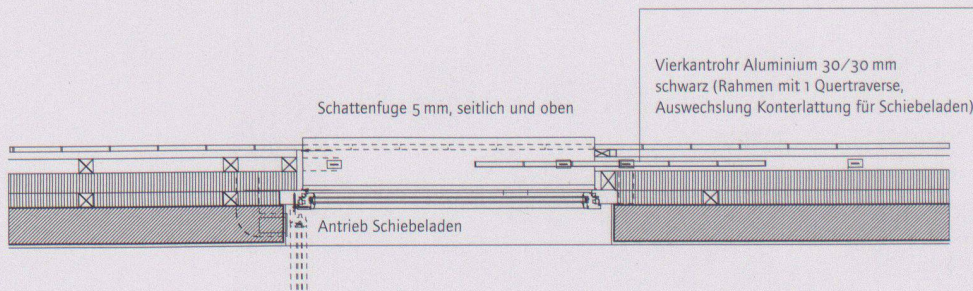 Vierkantrohr Aluminium 30/30 mm
schwarz (Rahmen mit 1 Quertraverse,
Auswechslung Konterlattung für Schiebeladen)
Schattenfuge 5 mm, seitlich und oben
Antrieb Schiebeladen